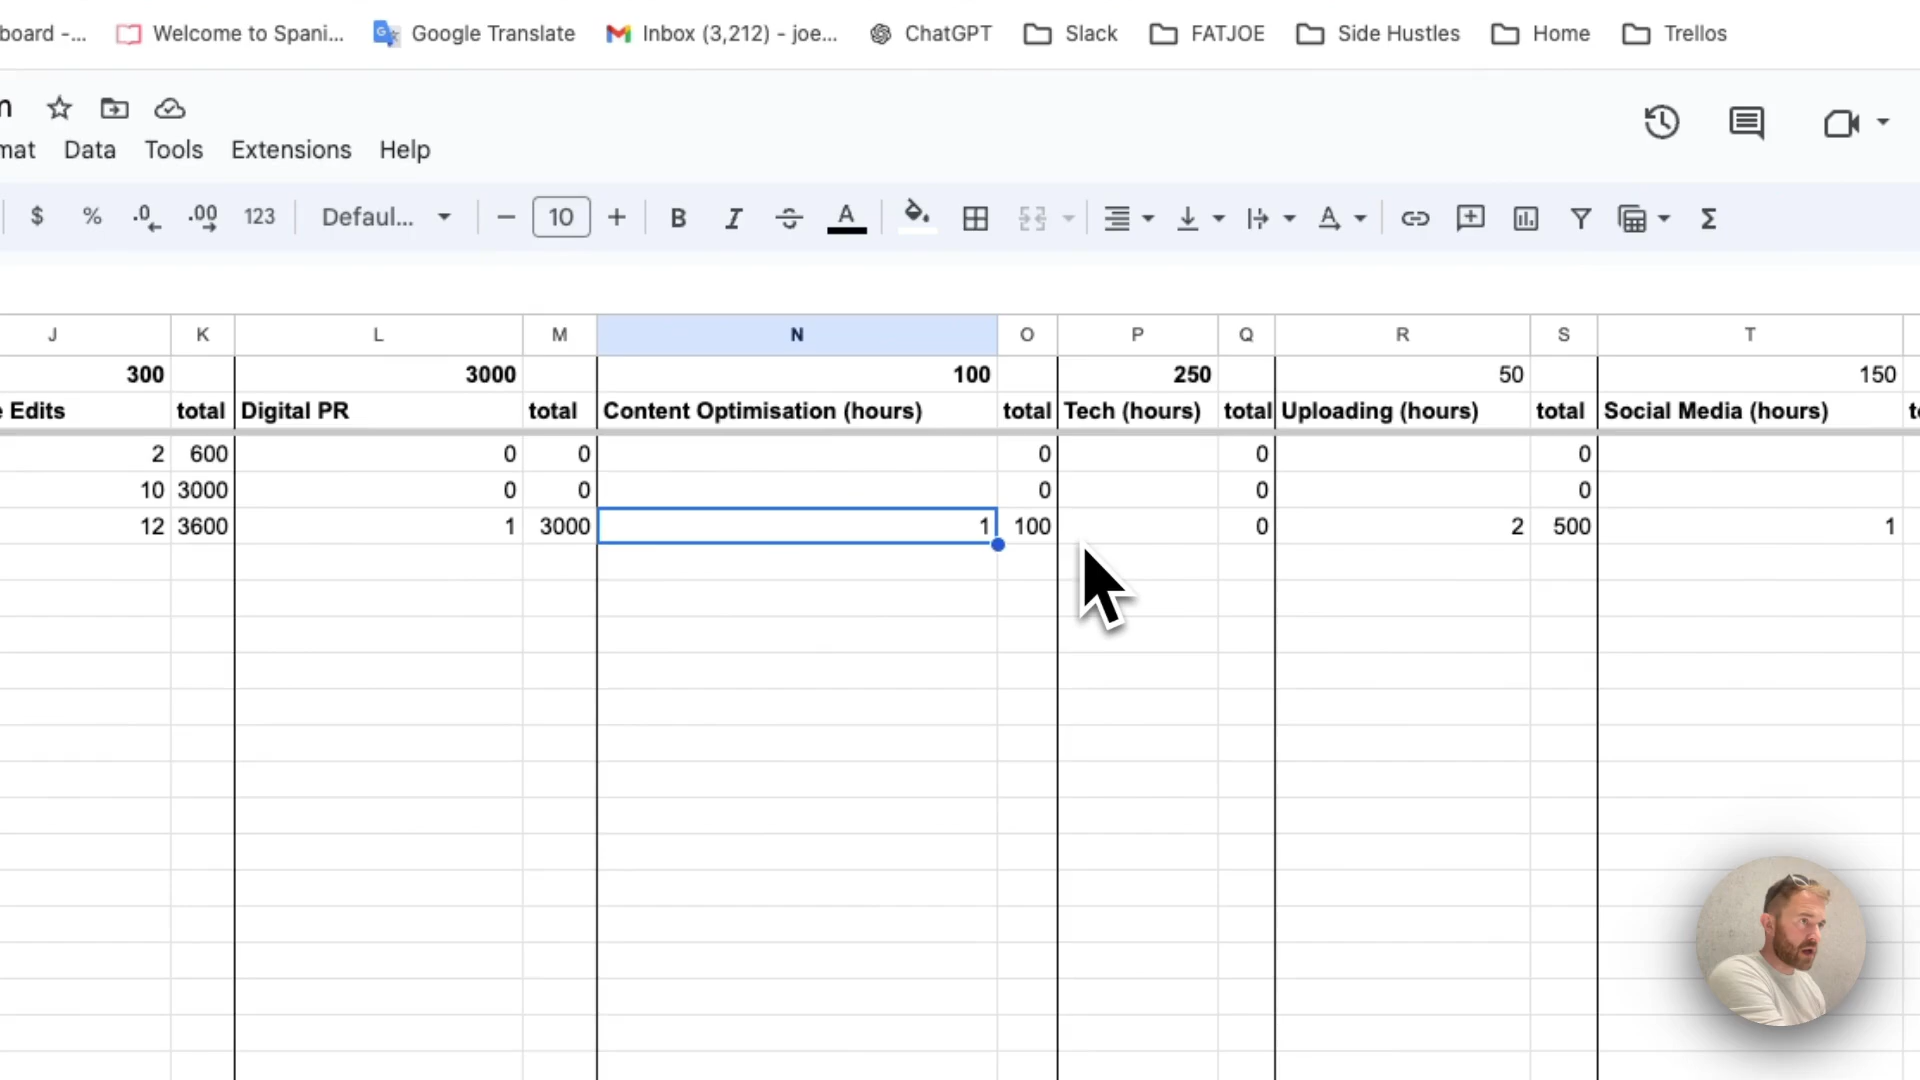 board -...
Welcome to Spani...
Google Translate
Inbox (3,212) - joe...
ChatGPT
Slack
FATJOE
Side Hustles
Home
Trellos
n
mat Data Tools Extensions Help
$ % .0 .00 123 Defaul... 10 B I S A A Σ
J K L M N O P Q R S T
300 3000 100 250 50 150
e Edits total Digital PR total Content Optimisation (hours) total Tech (hours) total Uploading (hours) total Social Media (hours) t
2 600 0 0 0 0 0
10 3000 0 0 0 0 0
12 3600 1 3000 1 100 0 2 500 1